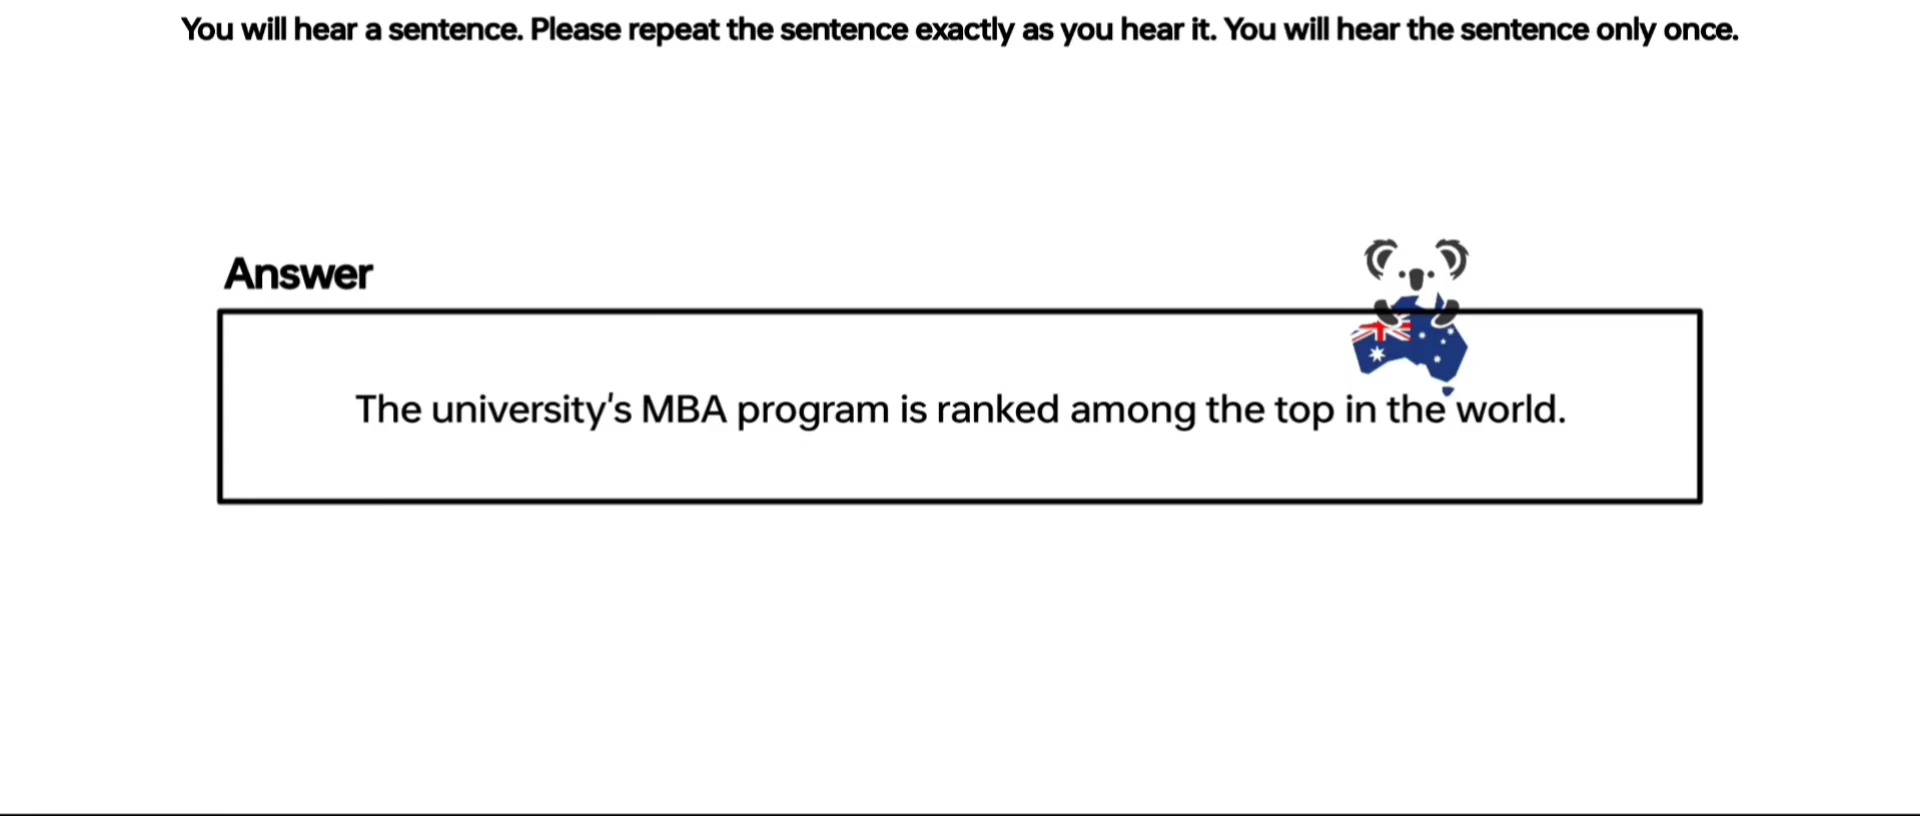 You will hear a sentence. Please repeat the sentence exactly as you hear it. You will hear the sentence only once.
Answer
The university's MBA program is ranked among the top in the world.